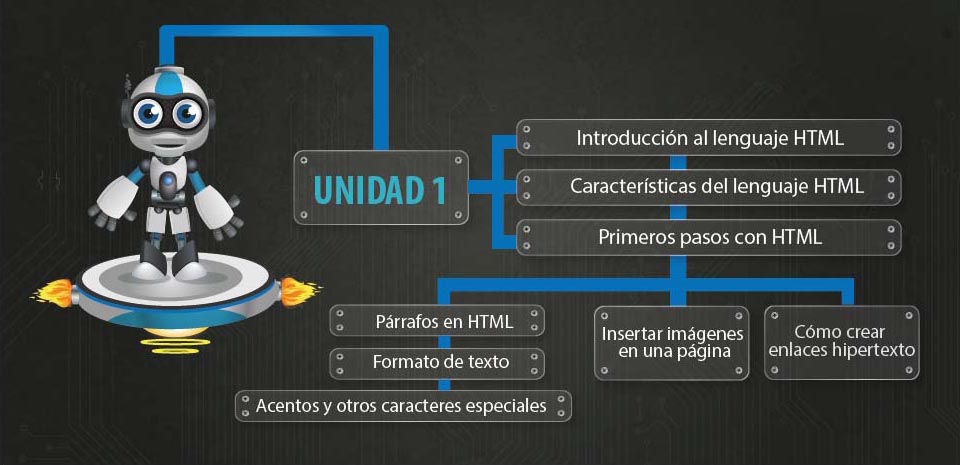 UNIDAD 1
Introducción al lenguaje HTML
Características del lenguaje HTML
Primeros pasos con HTML
Párrafos en HTML
Formato de texto
Acentos y otros caracteres especiales
Insertar imágenes
en una página
Cómo crear
enlaces hipertexto